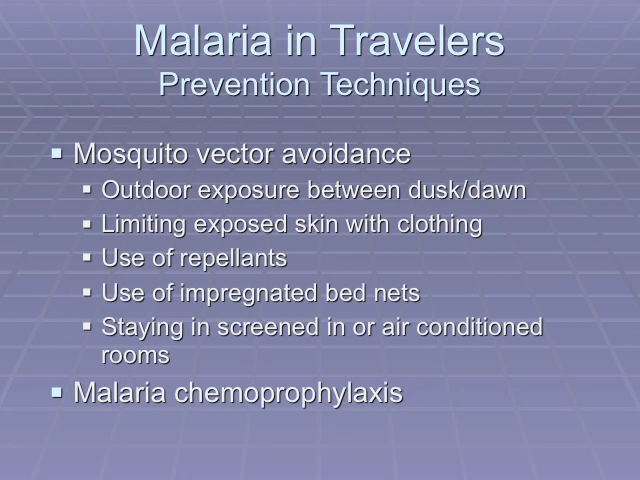 Malaria in Travelers
Prevention Techniques
Mosquito vector avoidance
Outdoor exposure between dusk/dawn
Limiting exposed skin with clothing
Use of repellants
Use of impregnated bed nets
Staying in screened in or air conditioned
rooms
Malaria chemoprophylaxis